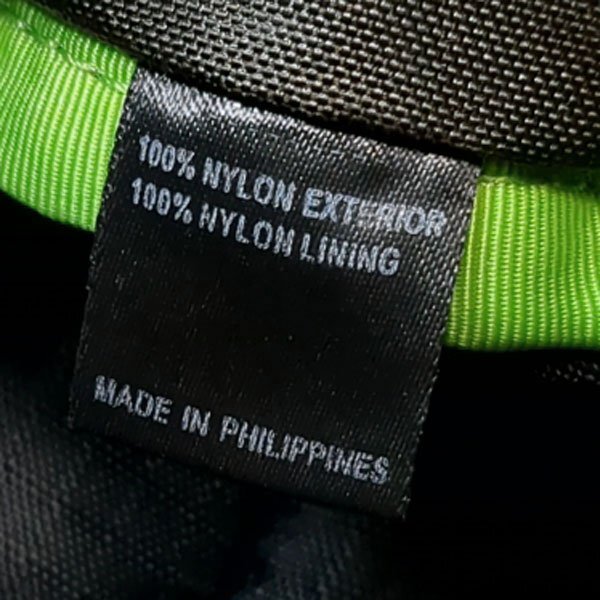 100% NYLON EXTERIOR
100% NYLON LINING
MADE IN PHILIPPINES